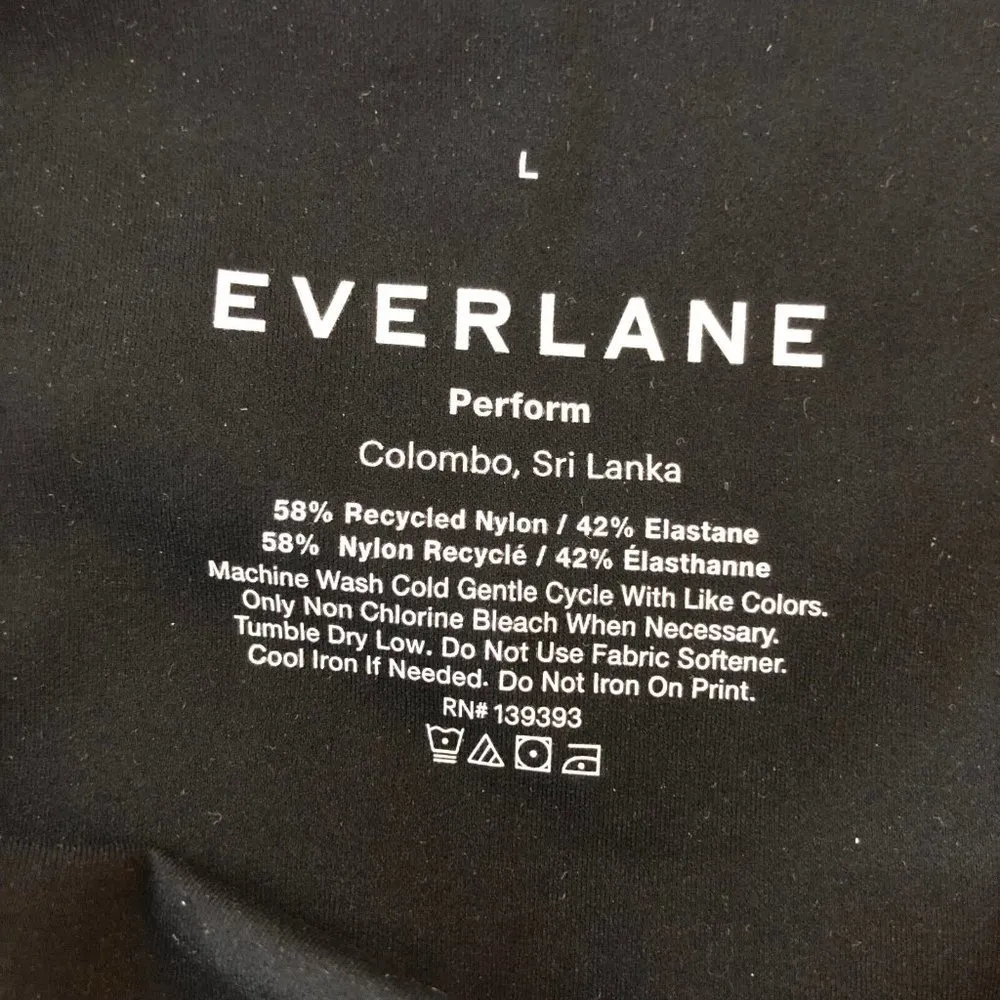 L
EVERLANE
Perform
Colombo, Sri Lanka
58% Recycled Nylon / 42% Elastane
58% Nylon Recyclé / 42% Élasthanne
Machine Wash Cold Gentle Cycle With Like Colors.
Only Non Chlorine Bleach When Necessary.
Tumble Dry Low. Do Not Use Fabric Softener.
Cool Iron If Needed. Do Not Iron On Print.
RN# 139393